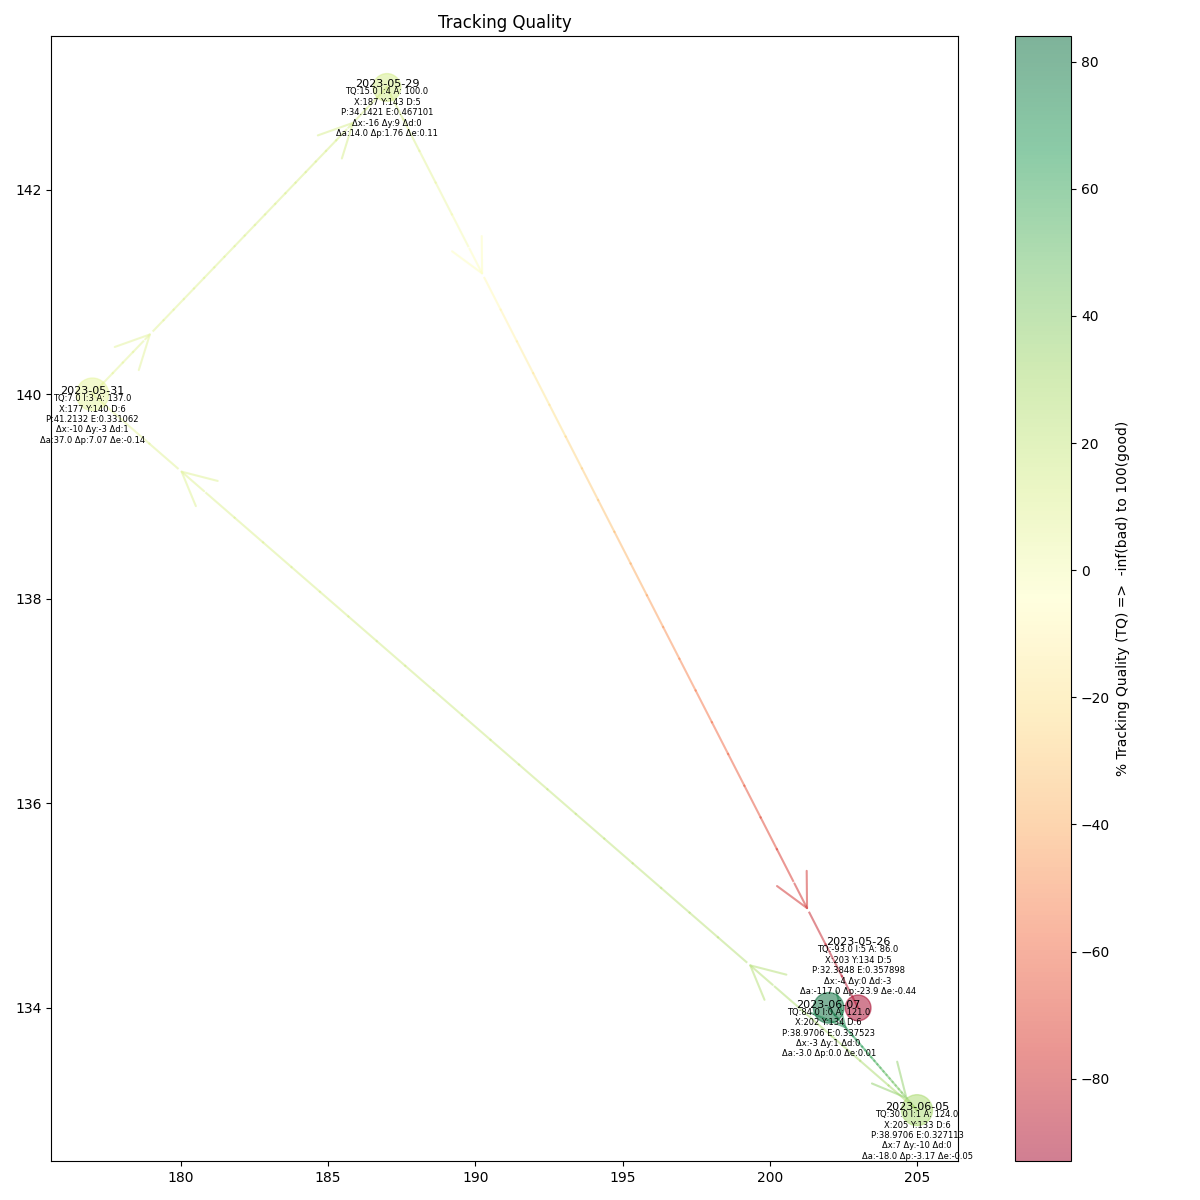 Tracking Quality
2023-05-29
TQ:15.0 I:4 A: 100.0
X:187 Y:143 D:5
P:34.1421 E:0.467101
Δx:-16 Δy:9 Δd:0
Δa:14.0 Δp:1.76 Δe:0.11
2023-05-31
TQ:7.0 I:3 A: 137.0
X:177 Y:140 D:6
P:41.2132 E:0.331062
Δx:-10 Δy:-3 Δd:1
Δa:37.0 Δp:7.07 Δe:-0.14
2023-05-26
TQ:-93.0 I:5 A: 86.0
X:203 Y:134 D:5
P:32.3848 E:0.357898
Δx:-4 Δy:0 Δd:-3
Δa:-117.0 Δp:-23.9 Δe:-0.44
2023-06-07
TQ:84.0 I:0 A: 121.0
X:202 Y:134 D:6
P:38.9706 E:0.337523
Δx:-3 Δy:1 Δd:0
Δa:-3.0 Δp:0.0 Δe:0.01
2023-06-05
TQ:30.0 I:1 A: 124.0
X:205 Y:133 D:6
P:38.9706 E:0.327113
Δx:7 Δy:-10 Δd:0
Δa:-18.0 Δp:-3.17 Δe:-0.05
142
140
138
136
134
180
185
190
195
200
205
80
60
40
20
0
−20
−40
−60
−80
% Tracking Quality (TQ) => -inf(bad) to 100(good)